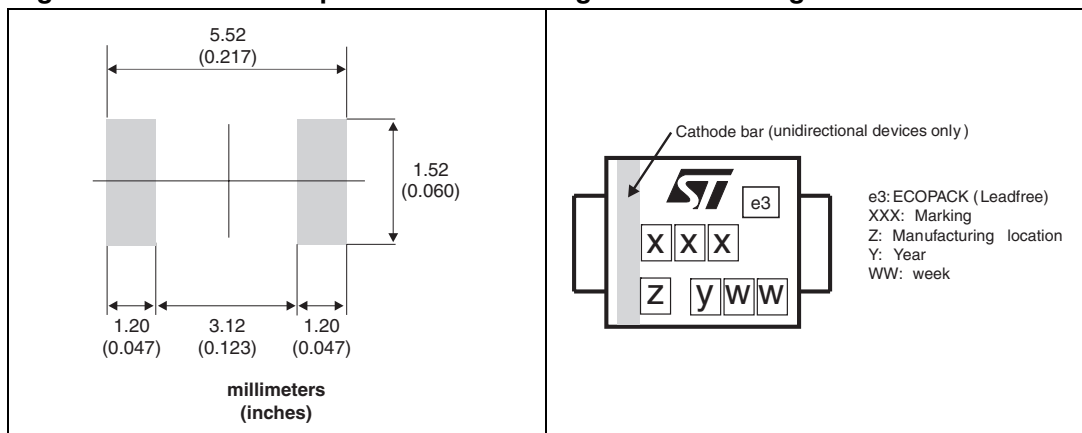 5.52
(0.217)
1.52
(0.060)
1.20
(0.047)
3.12
(0.123)
1.20
(0.047)
millimeters
(inches)
Cathode bar (unidirectional devices only)
ST
e3
x x x
z y w w
e3: ECOPACK (Leadfree)
XXX: Marking
Z: Manufacturing location
Y: Year
WW: week